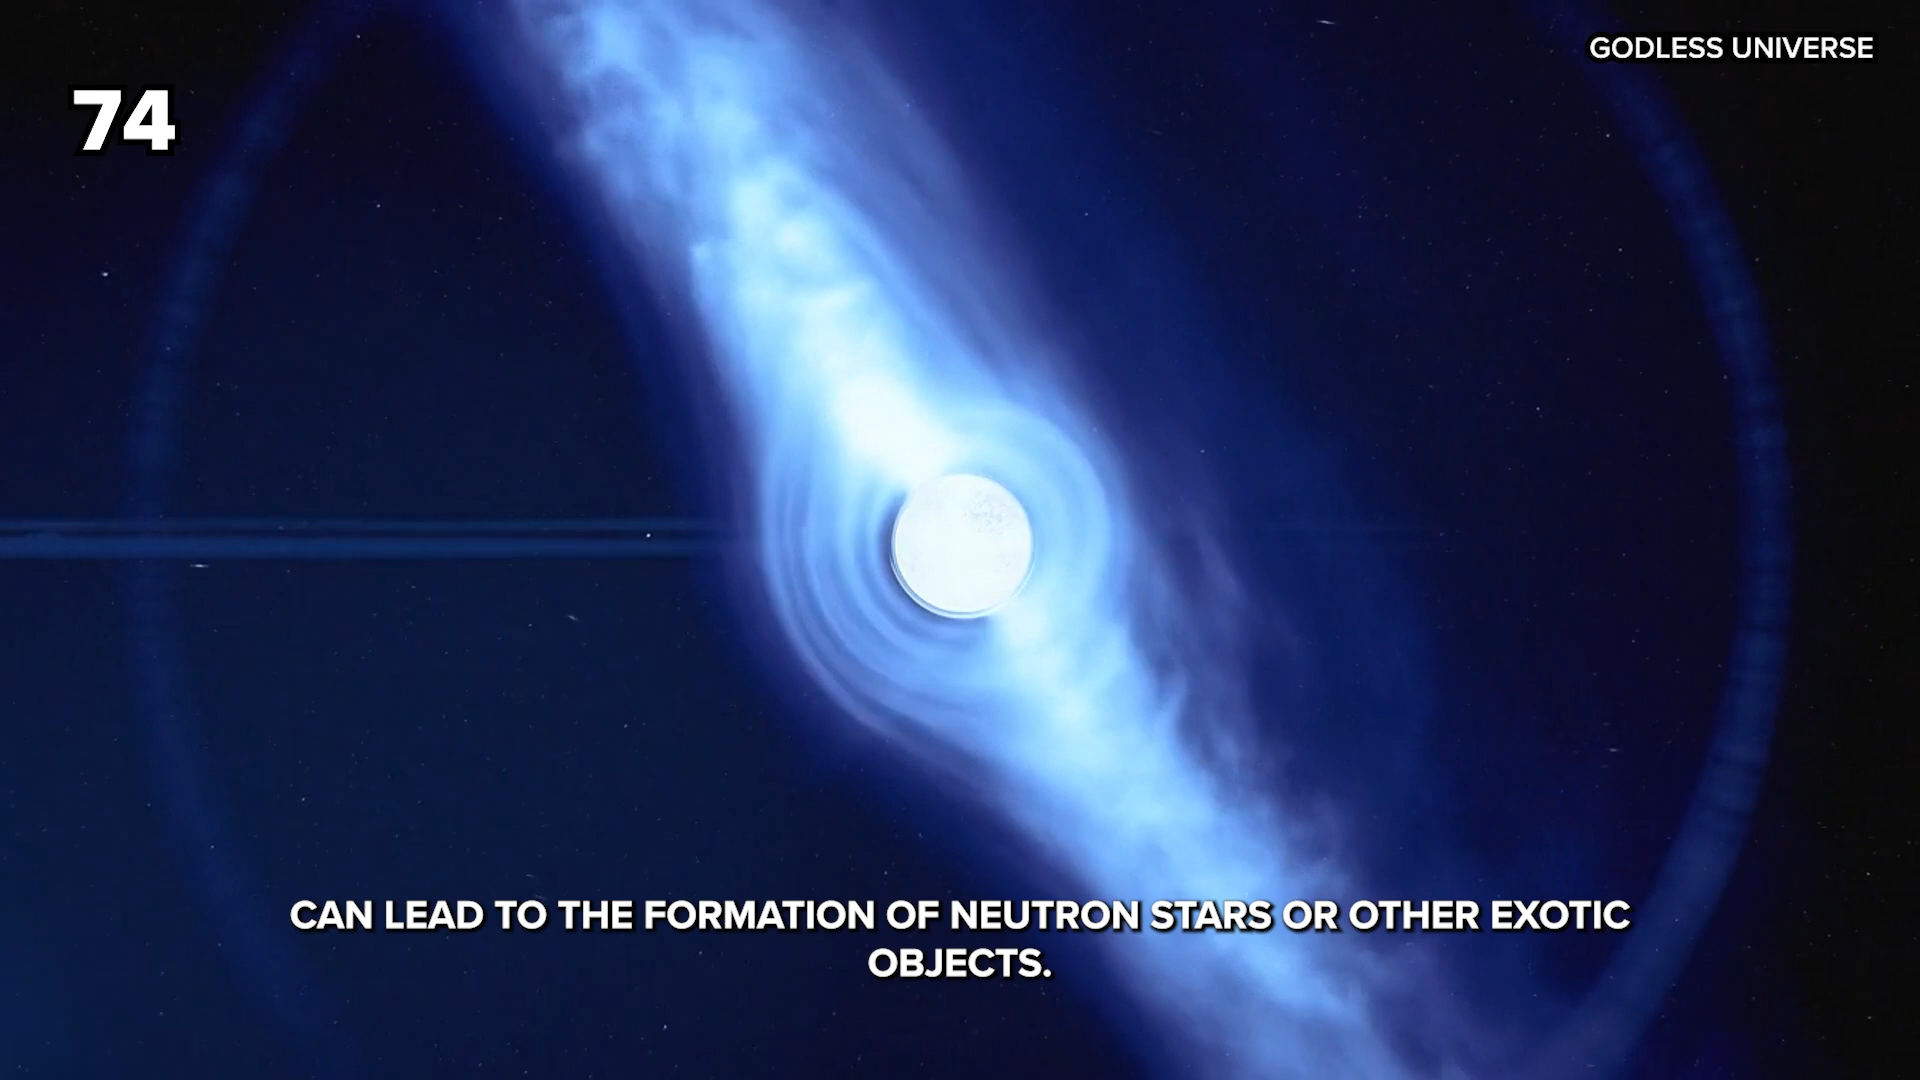 GODLESS UNIVERSE
74
CAN LEAD TO THE FORMATION OF NEUTRON STARS OR OTHER EXOTIC
OBJECTS.